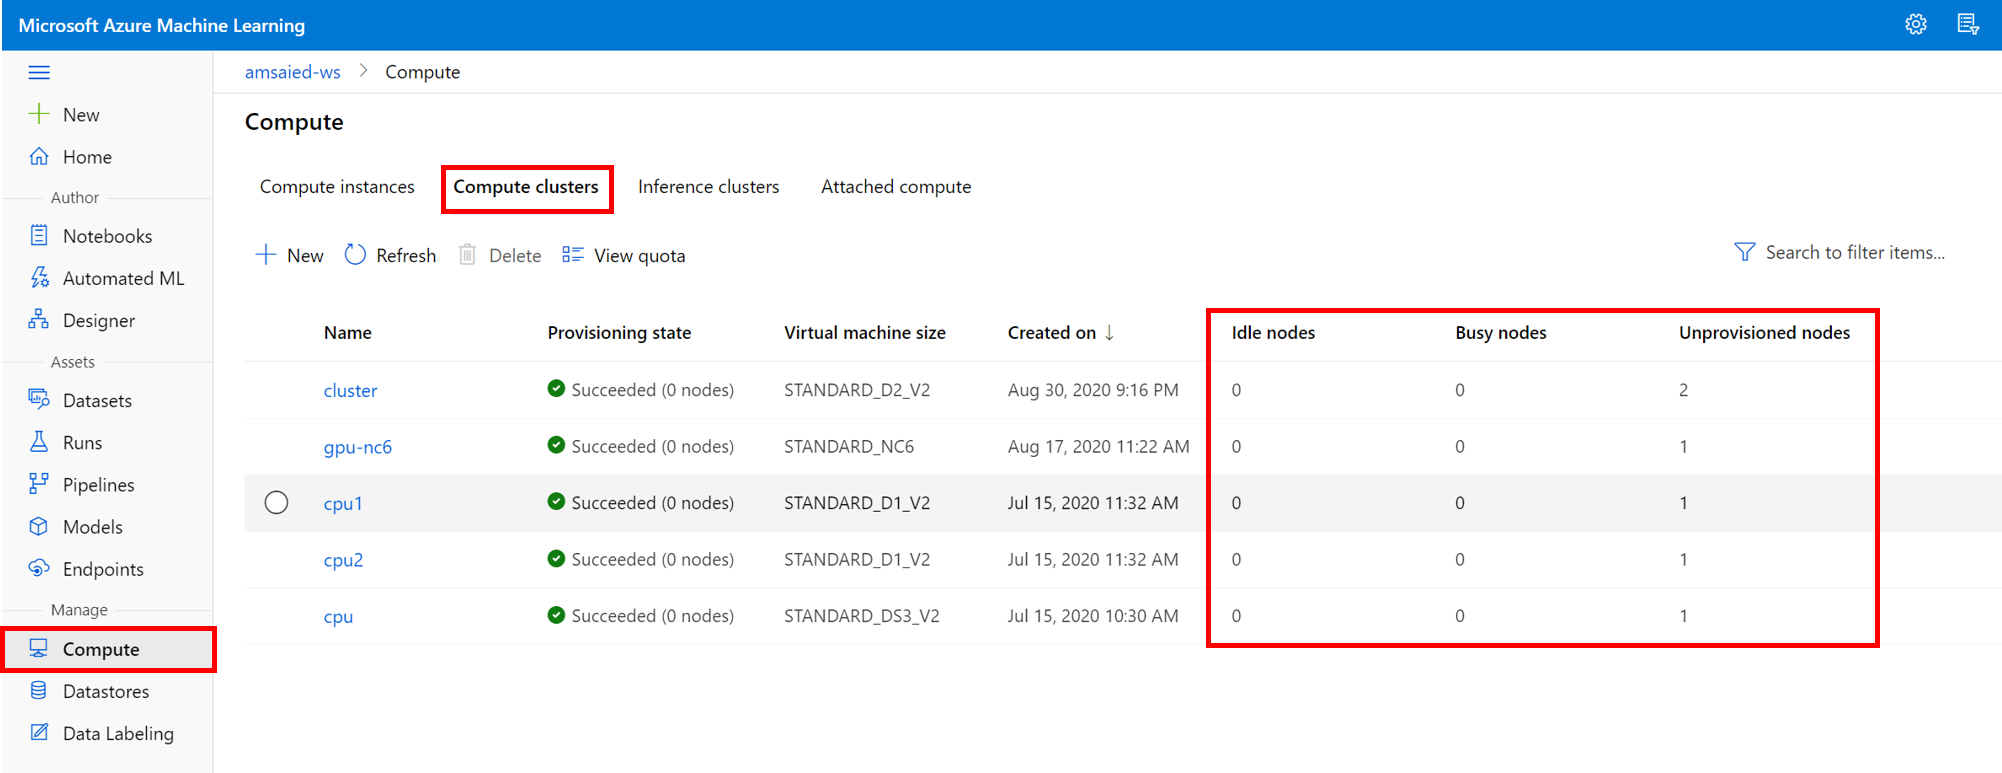 Microsoft Azure Machine Learning
amsaied-ws > Compute
New
Home
Author
Notebooks
Automated ML
Designer
Assets
Datasets
Runs
Pipelines
Models
Endpoints
Manage
Compute
Datastores
Data Labeling
Compute
Compute instances Compute clusters Inference clusters Attached compute
New Refresh Delete View quota Search to filter items...
Name Provisioning state Virtual machine size Created on ↓ Idle nodes Busy nodes Unprovisioned nodes
cluster Succeeded (0 nodes) STANDARD_D2_V2 Aug 30, 2020 9:16 PM 0 0 2
gpu-nc6 Succeeded (0 nodes) STANDARD_NC6 Aug 17, 2020 11:22 AM 0 0 1
cpu1 Succeeded (0 nodes) STANDARD_D1_V2 Jul 15, 2020 11:32 AM 0 0 1
cpu2 Succeeded (0 nodes) STANDARD_D1_V2 Jul 15, 2020 11:32 AM 0 0 1
cpu Succeeded (0 nodes) STANDARD_DS3_V2 Jul 15, 2020 10:30 AM 0 0 1